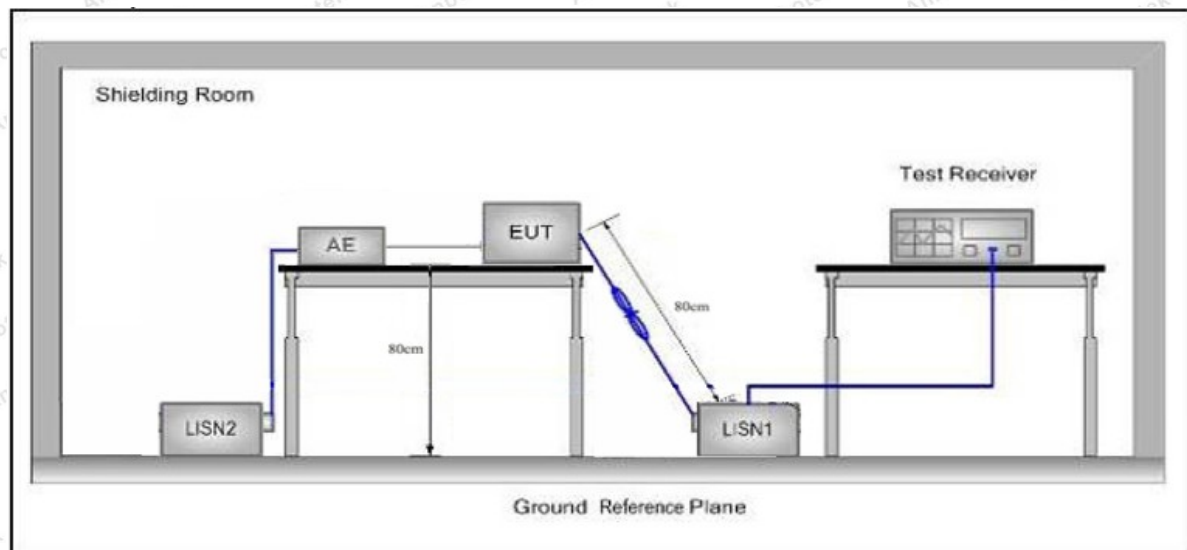 Shielding Room
Test Receiver
AE
EUT
80cm
80cm
LISN2
LISN1
Ground Reference Plane